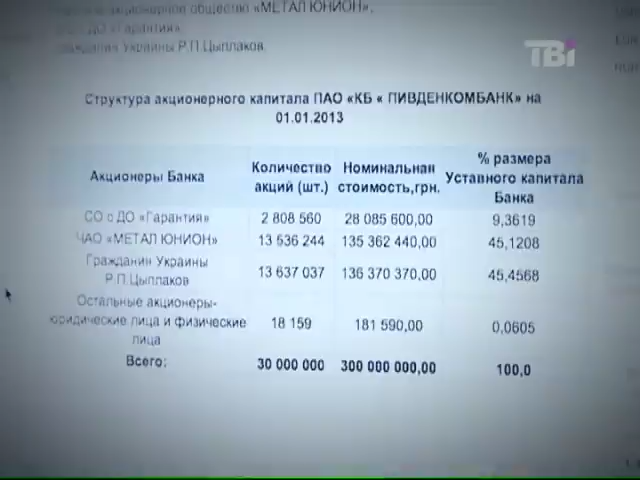 акционерное общество «МЕТАЛ ЮНИОН»,
ДО «Гарантия»
гражданин Украины Р.П.Цыплаков.
ТВі
Структура акционерного капитала ПАО «КБ « ПИВДЕНКОМБАНК» на
01.01.2013
Акционеры Банка
Количество
акций (шт.)
Номинальная
стоимость,грн.
% размера
Уставного капитала
Банка
СО с ДО «Гарантия» 2 808 560 28 085 600,00 9,3619
ЧАО «МЕТАЛ ЮНИОН» 13 536 244 135 362 440,00 45,1208
Гражданин Украины
Р.П.Цыплаков 13 637 037 136 370 370,00 45,4568
Остальные акционеры-
юридические лица и физические
лица 18 159 181 590,00 0,0605
Всего: 30 000 000 300 000 000,00 100,0